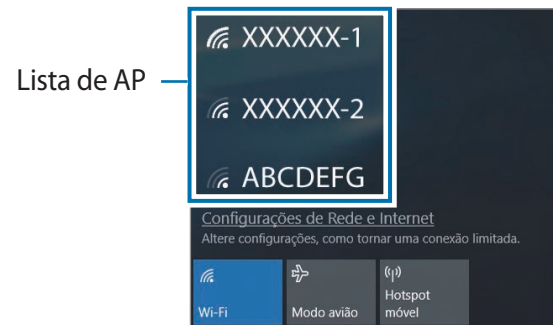 XXXXXX-1
Lista de AP
XXXXXX-2
ABCDEFG
Configurações de Rede e Internet
Altere configurações, como tornar uma conexão limitada.
Wi-Fi
Modo avião
Hotspot
móvel